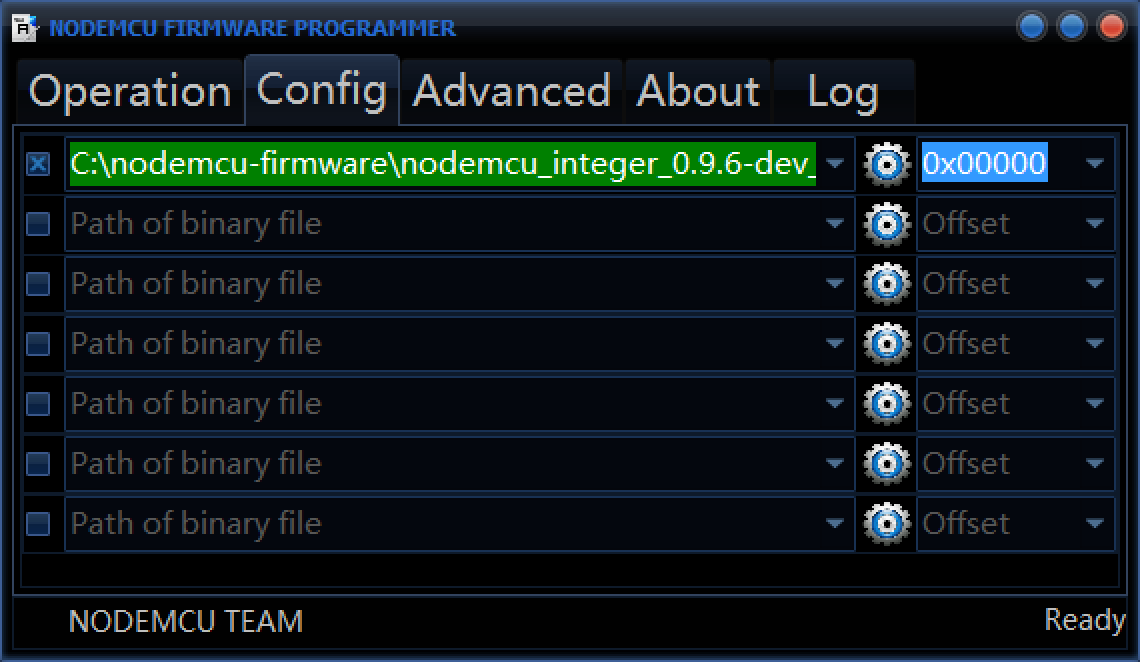 NODEMCU FIRMWARE PROGRAMMER
Operation Config Advanced About Log
C:\nodemcu-firmware\nodemcu_integer_0.9.6-dev_ 0x00000
Path of binary file Offset
Path of binary file Offset
Path of binary file Offset
Path of binary file Offset
Path of binary file Offset
Path of binary file Offset
NODEMCU TEAM Ready